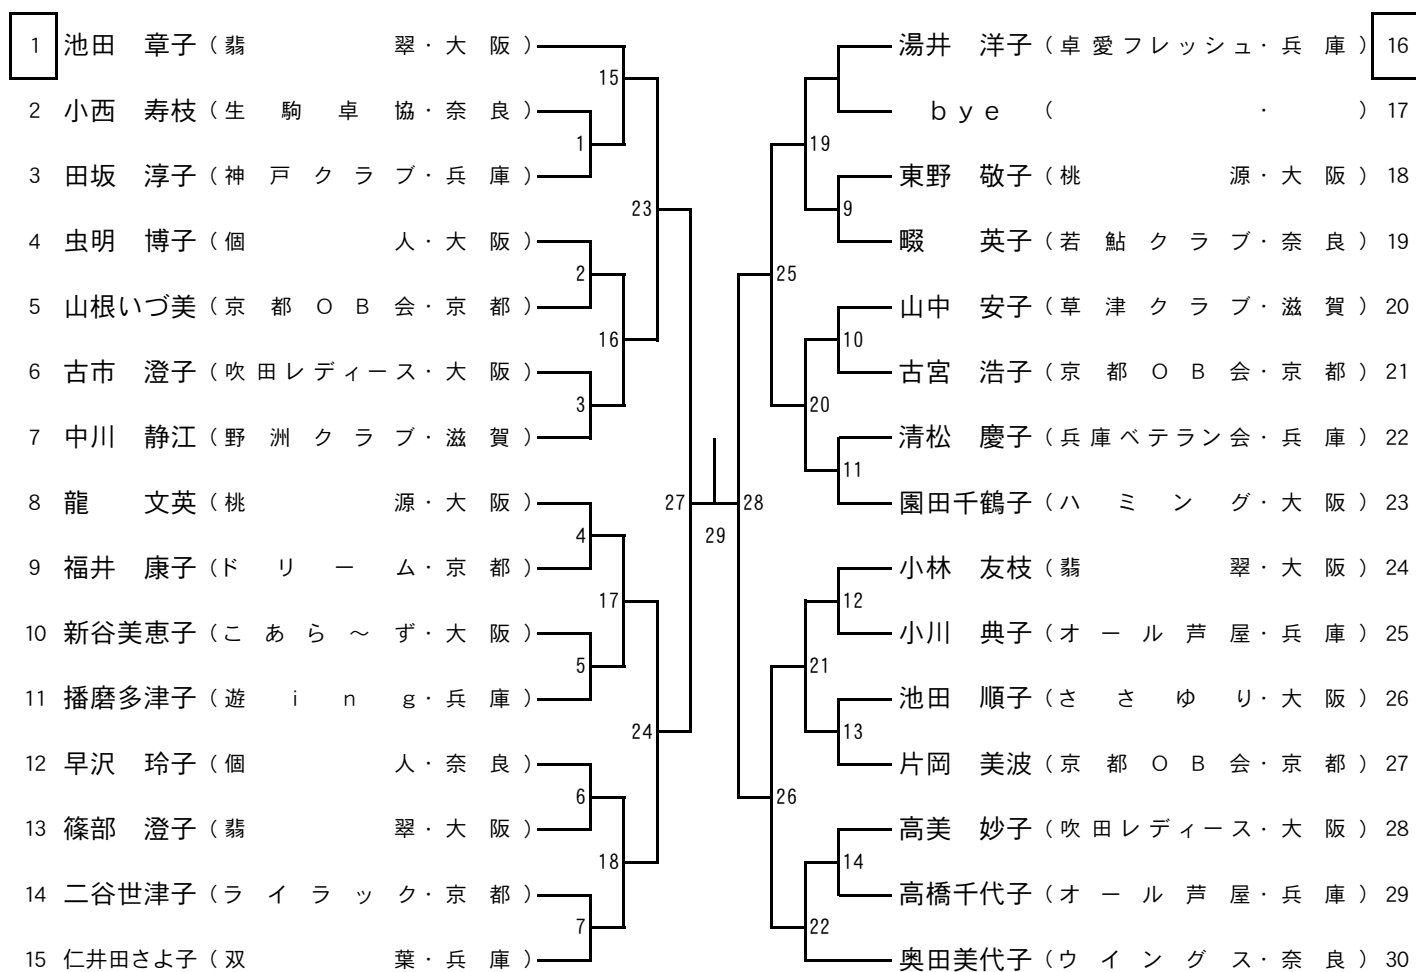 1 池田 章子 (翡翠・大阪)
2 小西 寿枝 (生駒卓協・奈良)
3 田坂 淳子 (神戸クラブ・兵庫)
4 虫明 博子 (個人・大阪)
5 山根いづ美 (京都OB会・京都)
6 古市 澄子 (吹田レディース・大阪)
7 中川 静江 (野洲クラブ・滋賀)
8 龍 文英 (桃源・大阪)
9 福井 康子 (ドリーム・京都)
10 新谷美恵子 (こあら～ず・大阪)
11 播磨多津子 (遊ing・兵庫)
12 早沢 玲子 (個人・奈良)
13 篠部 澄子 (翡翠・大阪)
14 二谷世津子 (ライラック・京都)
15 仁井田さよ子 (双葉・兵庫)
1
2
3
4
5
6
7
15
16
17
18
23
24
27
29
28
25
26
19
20
21
22
9
10
11
12
13
14
湯井 洋子 (卓愛フレッシュ・兵庫) 16
bye ( ・ ) 17
東野 敬子 (桃源・大阪) 18
畷 英子 (若鮎クラブ・奈良) 19
山中 安子 (草津クラブ・滋賀) 20
古宮 浩子 (京都OB会・京都) 21
清松 慶子 (兵庫ベテラン会・兵庫) 22
園田千鶴子 (ハミング・大阪) 23
小林 友枝 (翡翠・大阪) 24
小川 典子 (オール芦屋・兵庫) 25
池田 順子 (ささゆり・大阪) 26
片岡 美波 (京都OB会・京都) 27
高美 妙子 (吹田レディース・大阪) 28
高橋千代子 (オール芦屋・兵庫) 29
奥田美代子 (ウイングス・奈良) 30